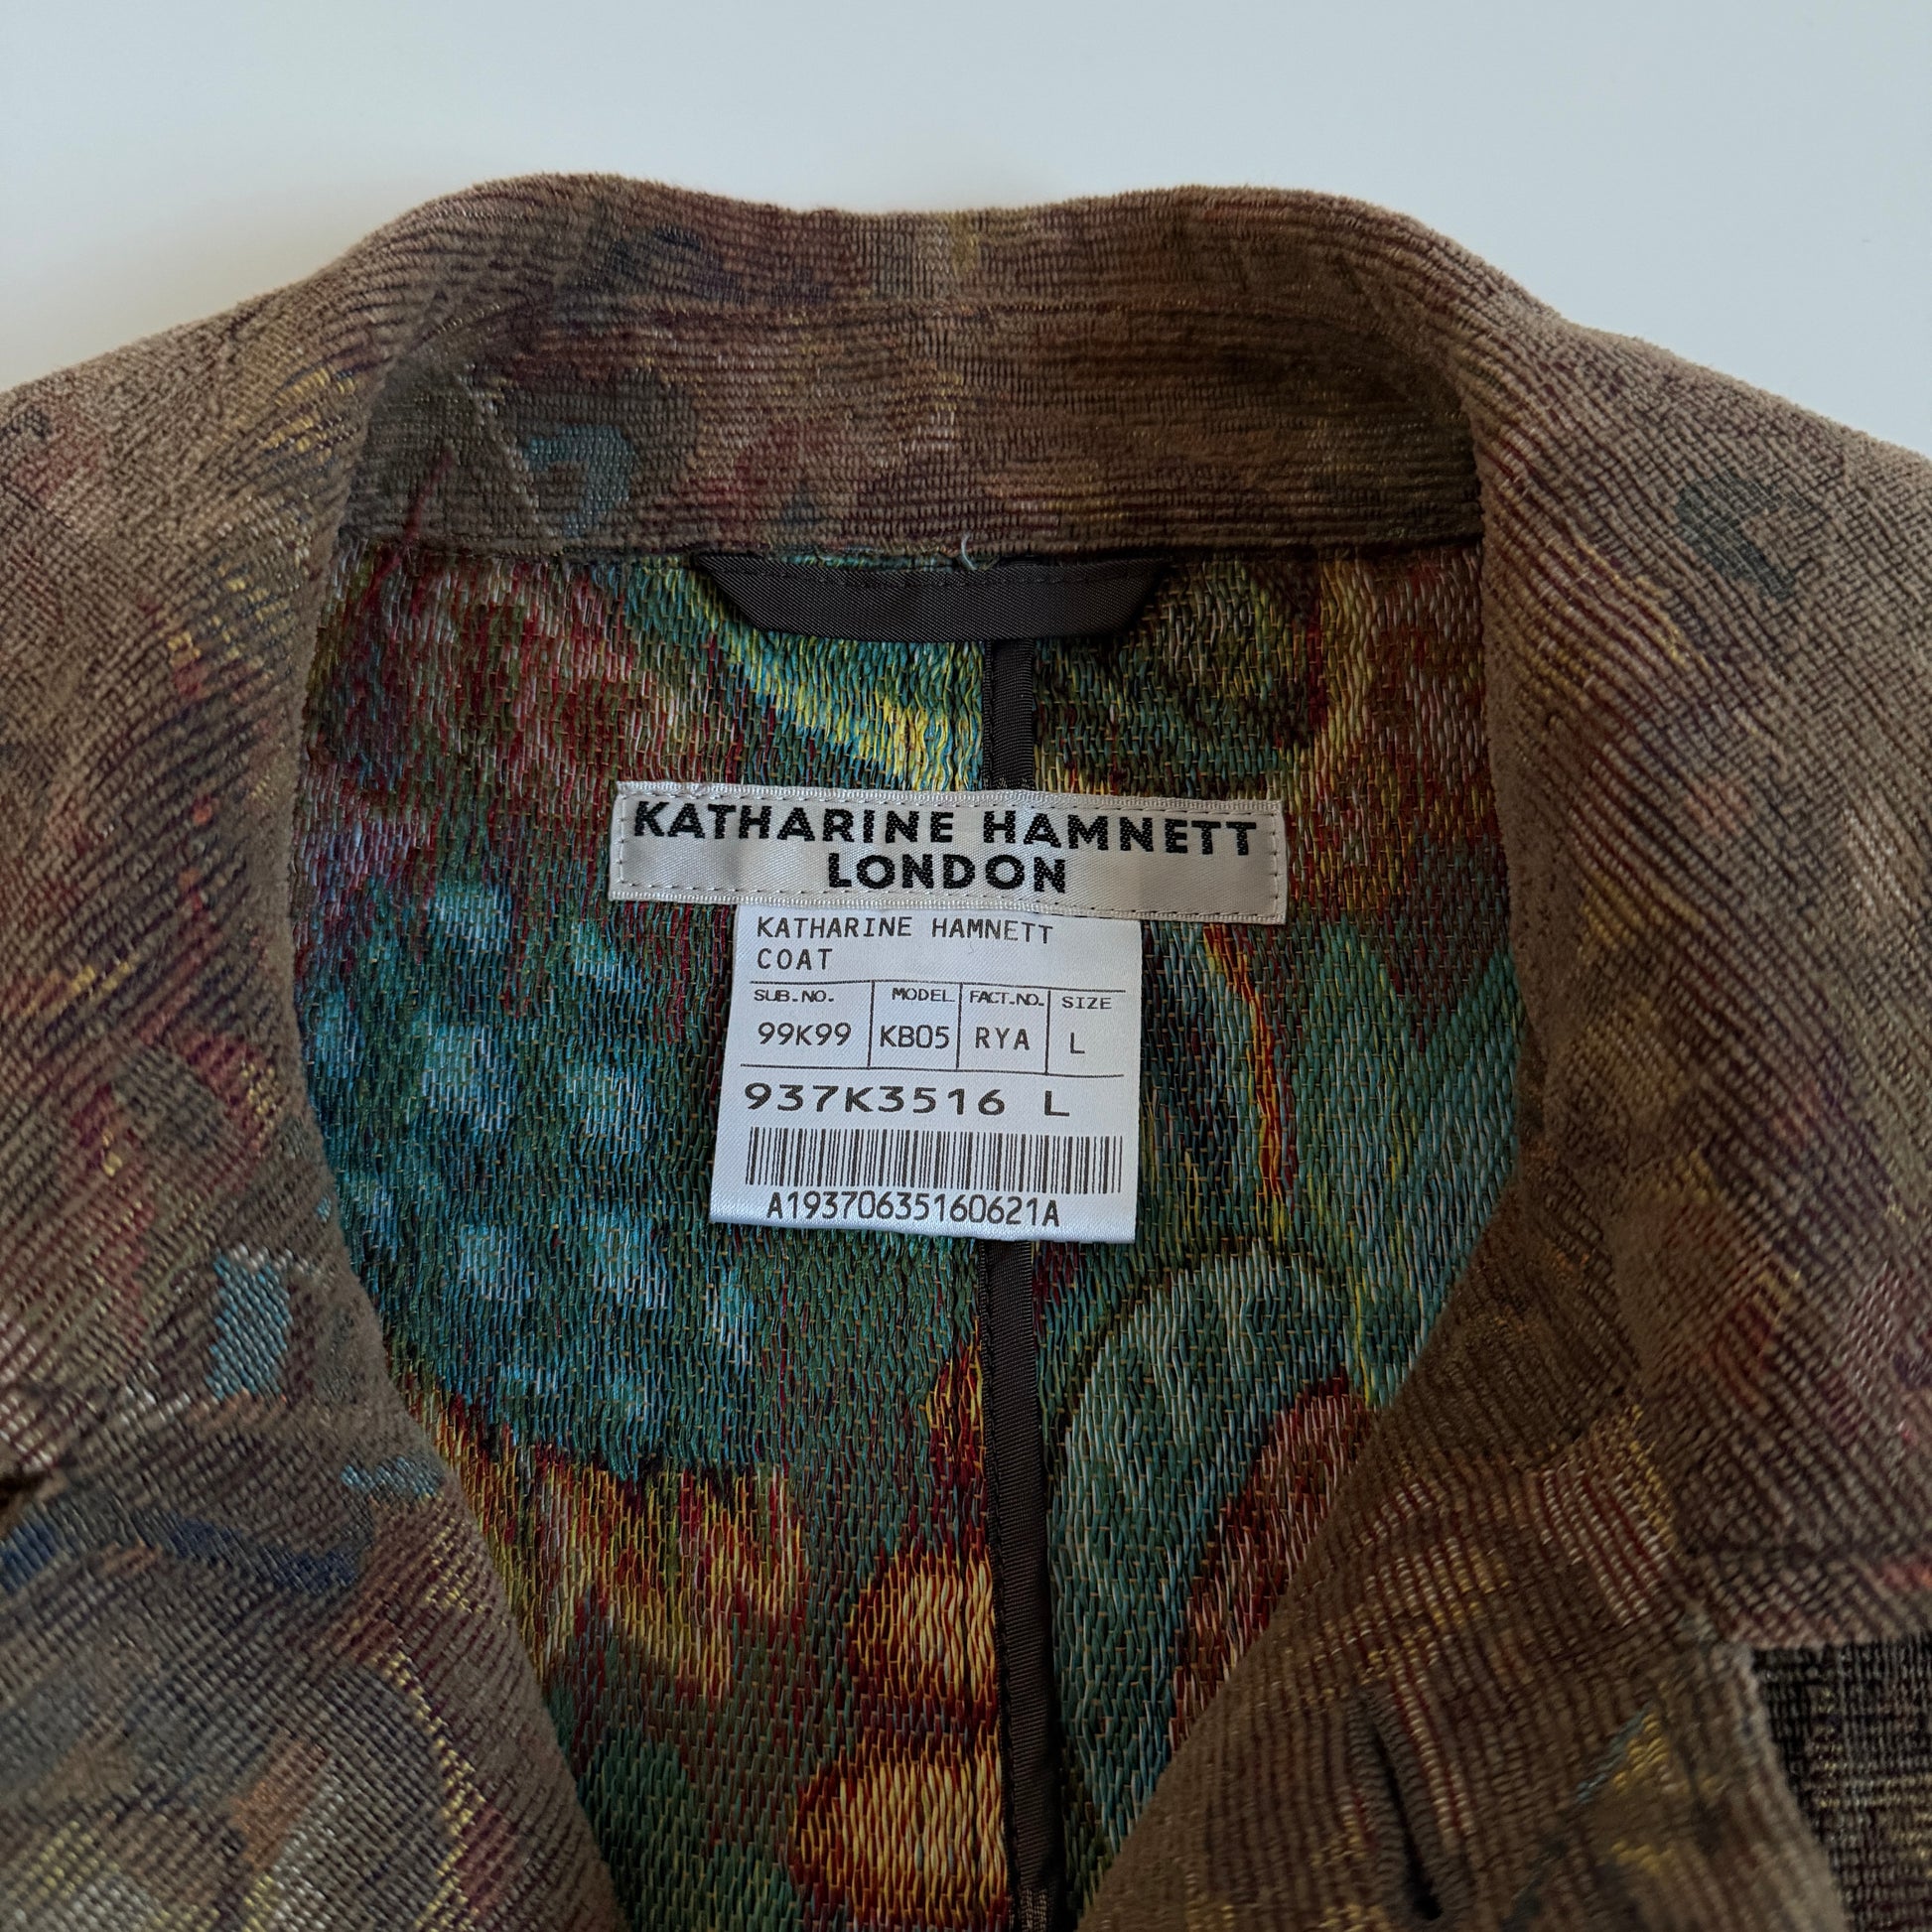 KATHARINE HAMNETT
LONDON
KATHARINE HAMNETT
COAT
SUB.NO. MODEL FACT.NO. SIZE
99K99 KB05 RYA L
937K3516 L
A19370635160621A